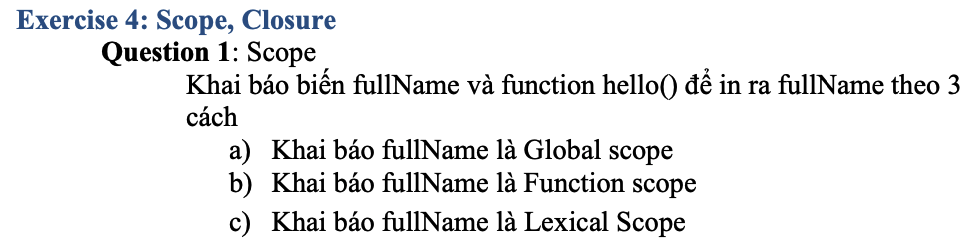 Exercise 4: Scope, Closure
Question 1: Scope
Khai báo biến fullName và function hello() để in ra fullName theo 3
cách
a) Khai báo fullName là Global scope
b) Khai báo fullName là Function scope
c) Khai báo fullName là Lexical Scope